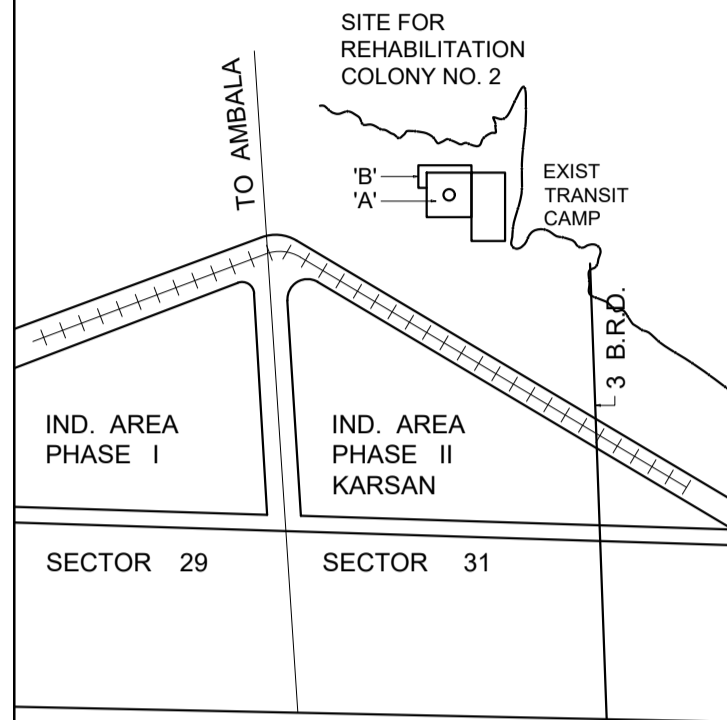 SITE FOR
REHABILITATION
COLONY NO. 2
TO AMBALA
'B'
'A'
EXIST
TRANSIT
CAMP
3 B.R.D.
IND. AREA
PHASE I
IND. AREA
PHASE II
KARSAN
SECTOR 29
SECTOR 31